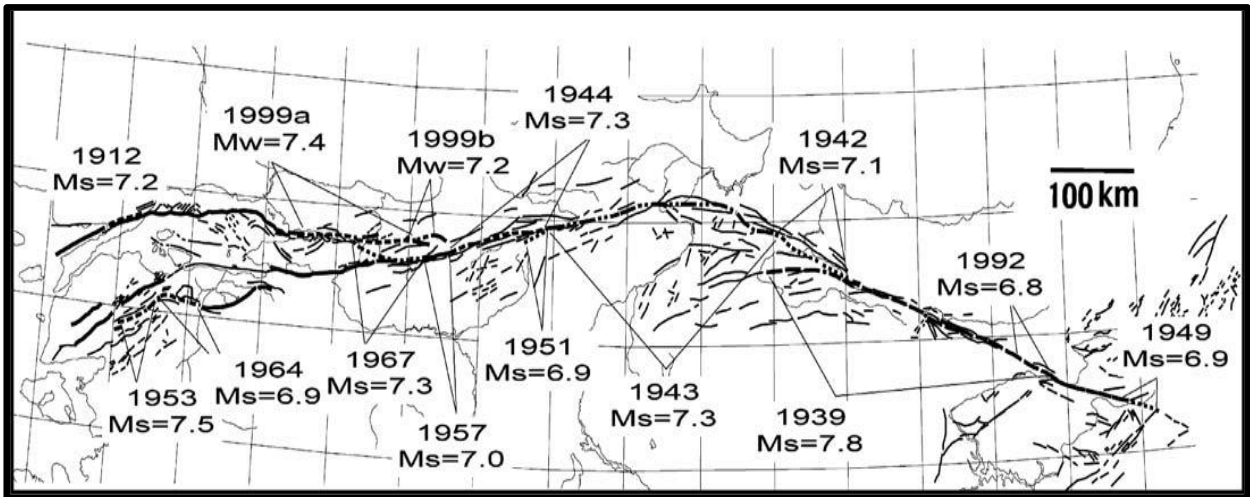 1944
Ms=7.3
1999a
Mw=7.4
1999b
Mw=7.2
1942
Ms=7.1
1912
Ms=7.2
100 km
1992
Ms=6.8
1949
Ms=6.9
1951
Ms=6.9
1967
Ms=7.3
1964
Ms=6.9
1953
Ms=7.5
1943
Ms=7.3
1939
Ms=7.8
1957
Ms=7.0